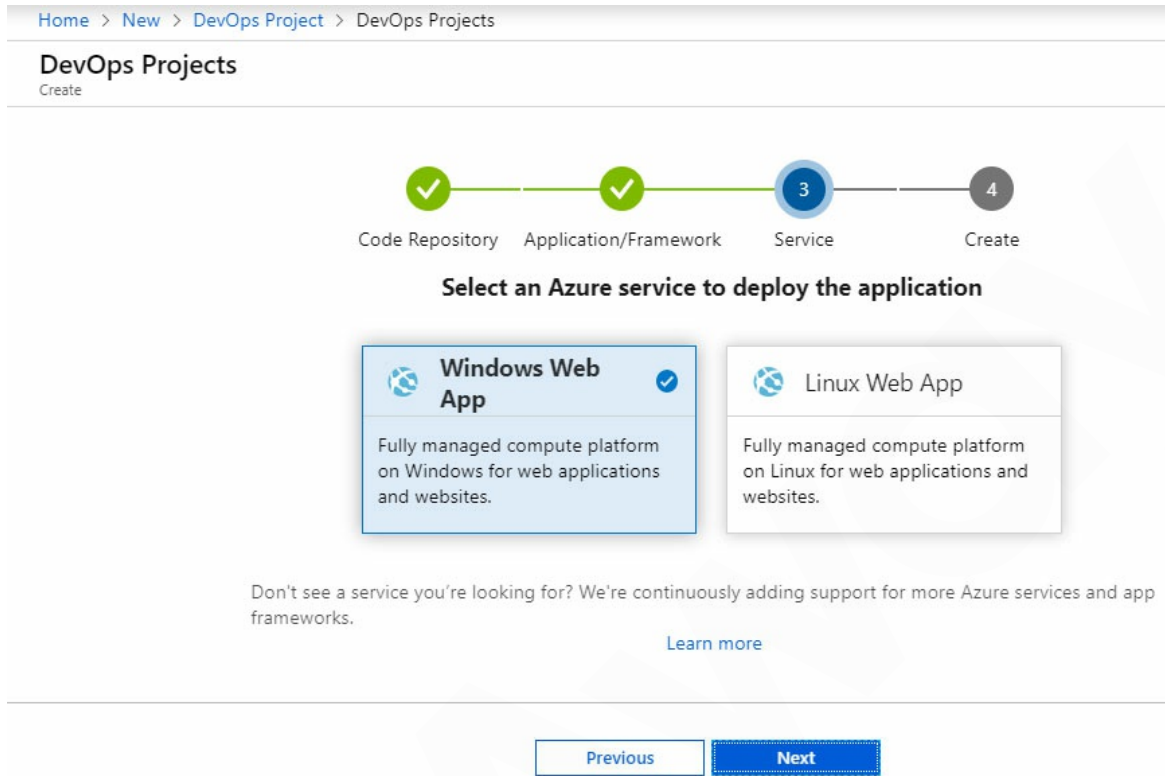 Home > New > DevOps Project > DevOps Projects
DevOps Projects
Create
3
4
Code Repository
Application/Framework
Service
Create
Select an Azure service to deploy the application
Windows Web
App
Fully managed compute platform
on Windows for web applications
and websites.
Linux Web App
Fully managed compute platform
on Linux for web applications and
websites.
Don't see a service you're looking for? We're continuously adding support for more Azure services and app
frameworks.
Learn more
Previous
Next